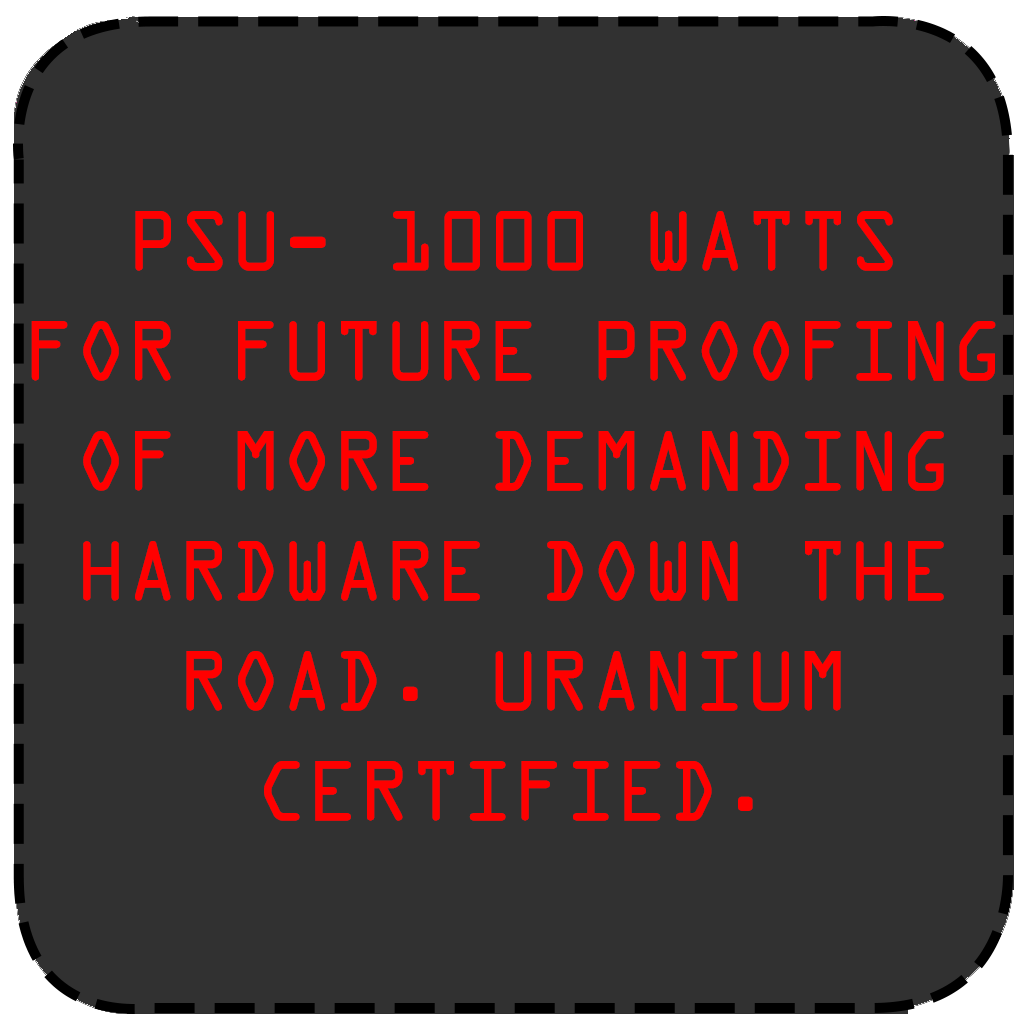 PSU- 1000 WATTS
FOR FUTURE PROOFING
OF MORE DEMANDING
HARDWARE DOWN THE
ROAD. URANIUM
CERTIFIED.